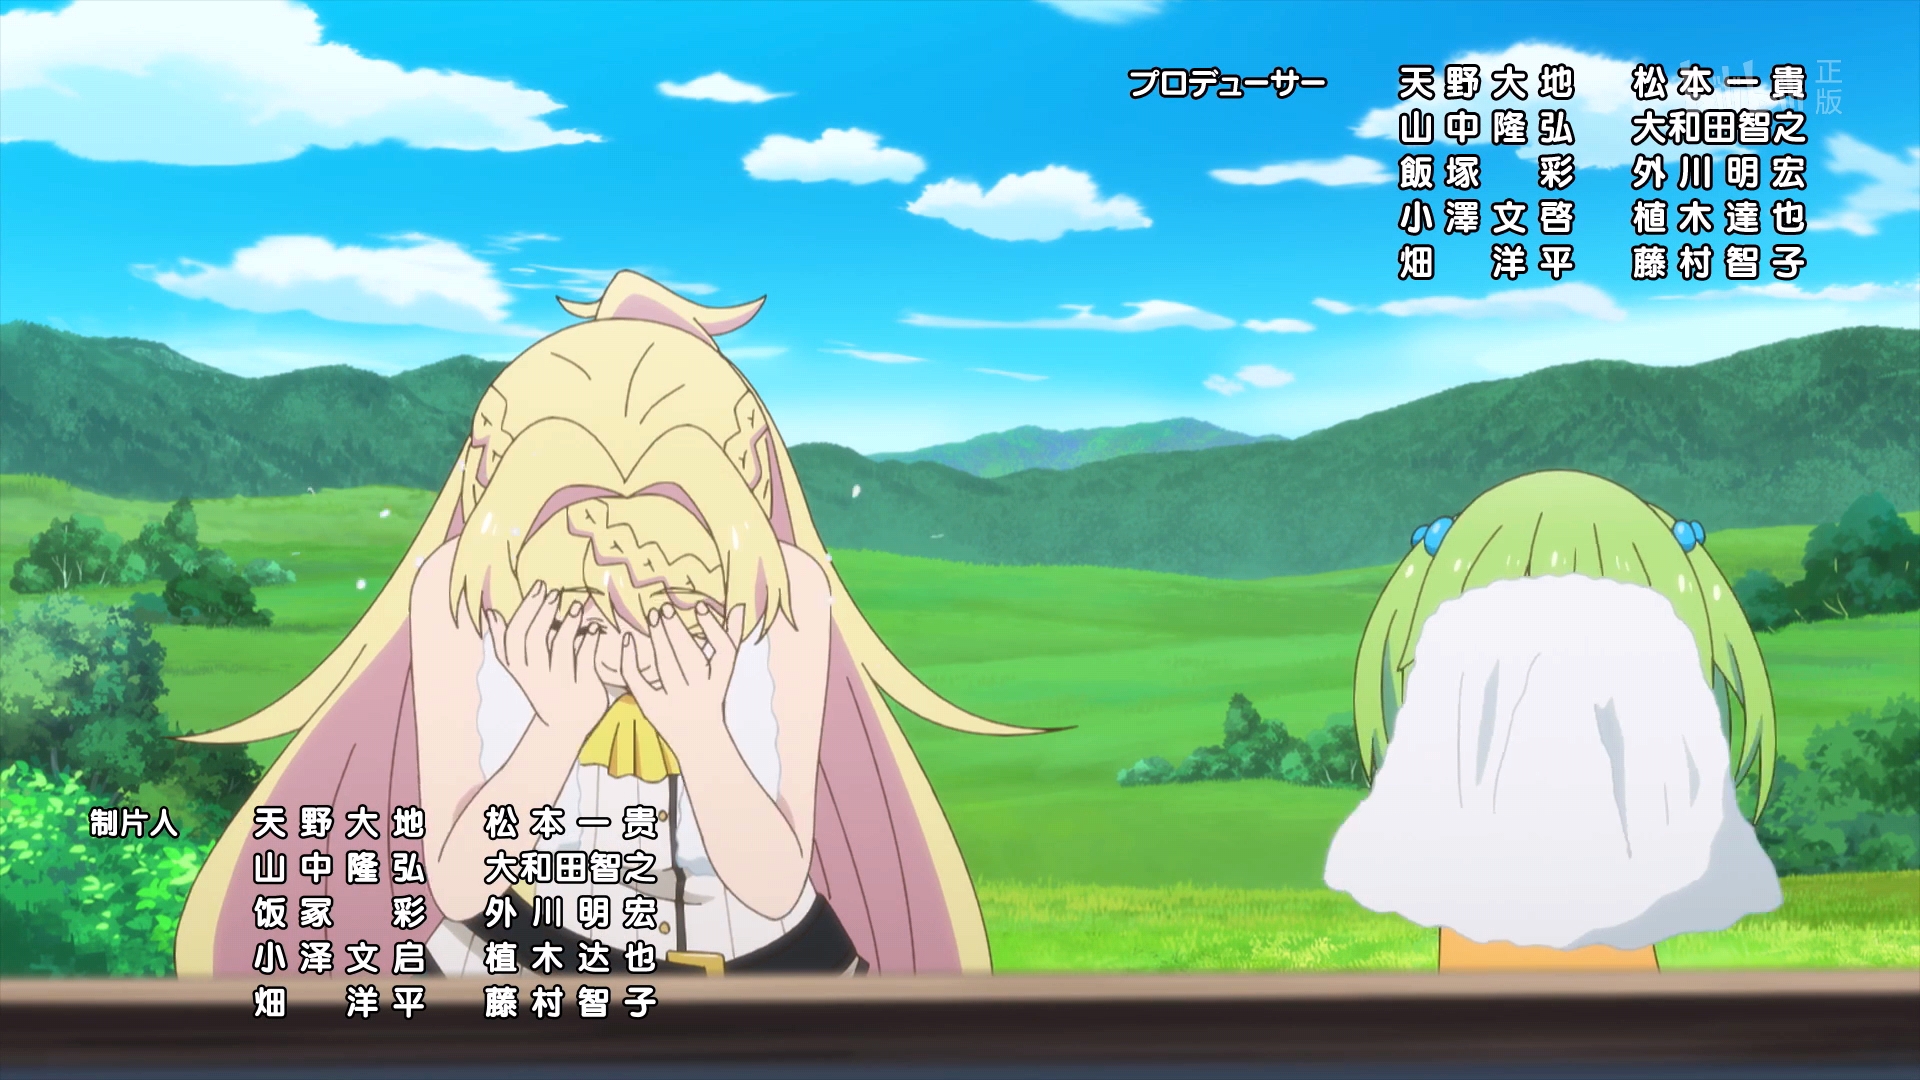 プロデューサー 天野大地 松本一貴
山中隆弘 大和田智之
飯塚 彩 外川明宏
小澤文啓 植木達也
畑 洋平 藤村智子
正版
制片人 天野大地 松本一贵
山中隆弘 大和田智之
饭冢 彩 外川明宏
小泽文启 植木达也
畑 洋平 藤村智子